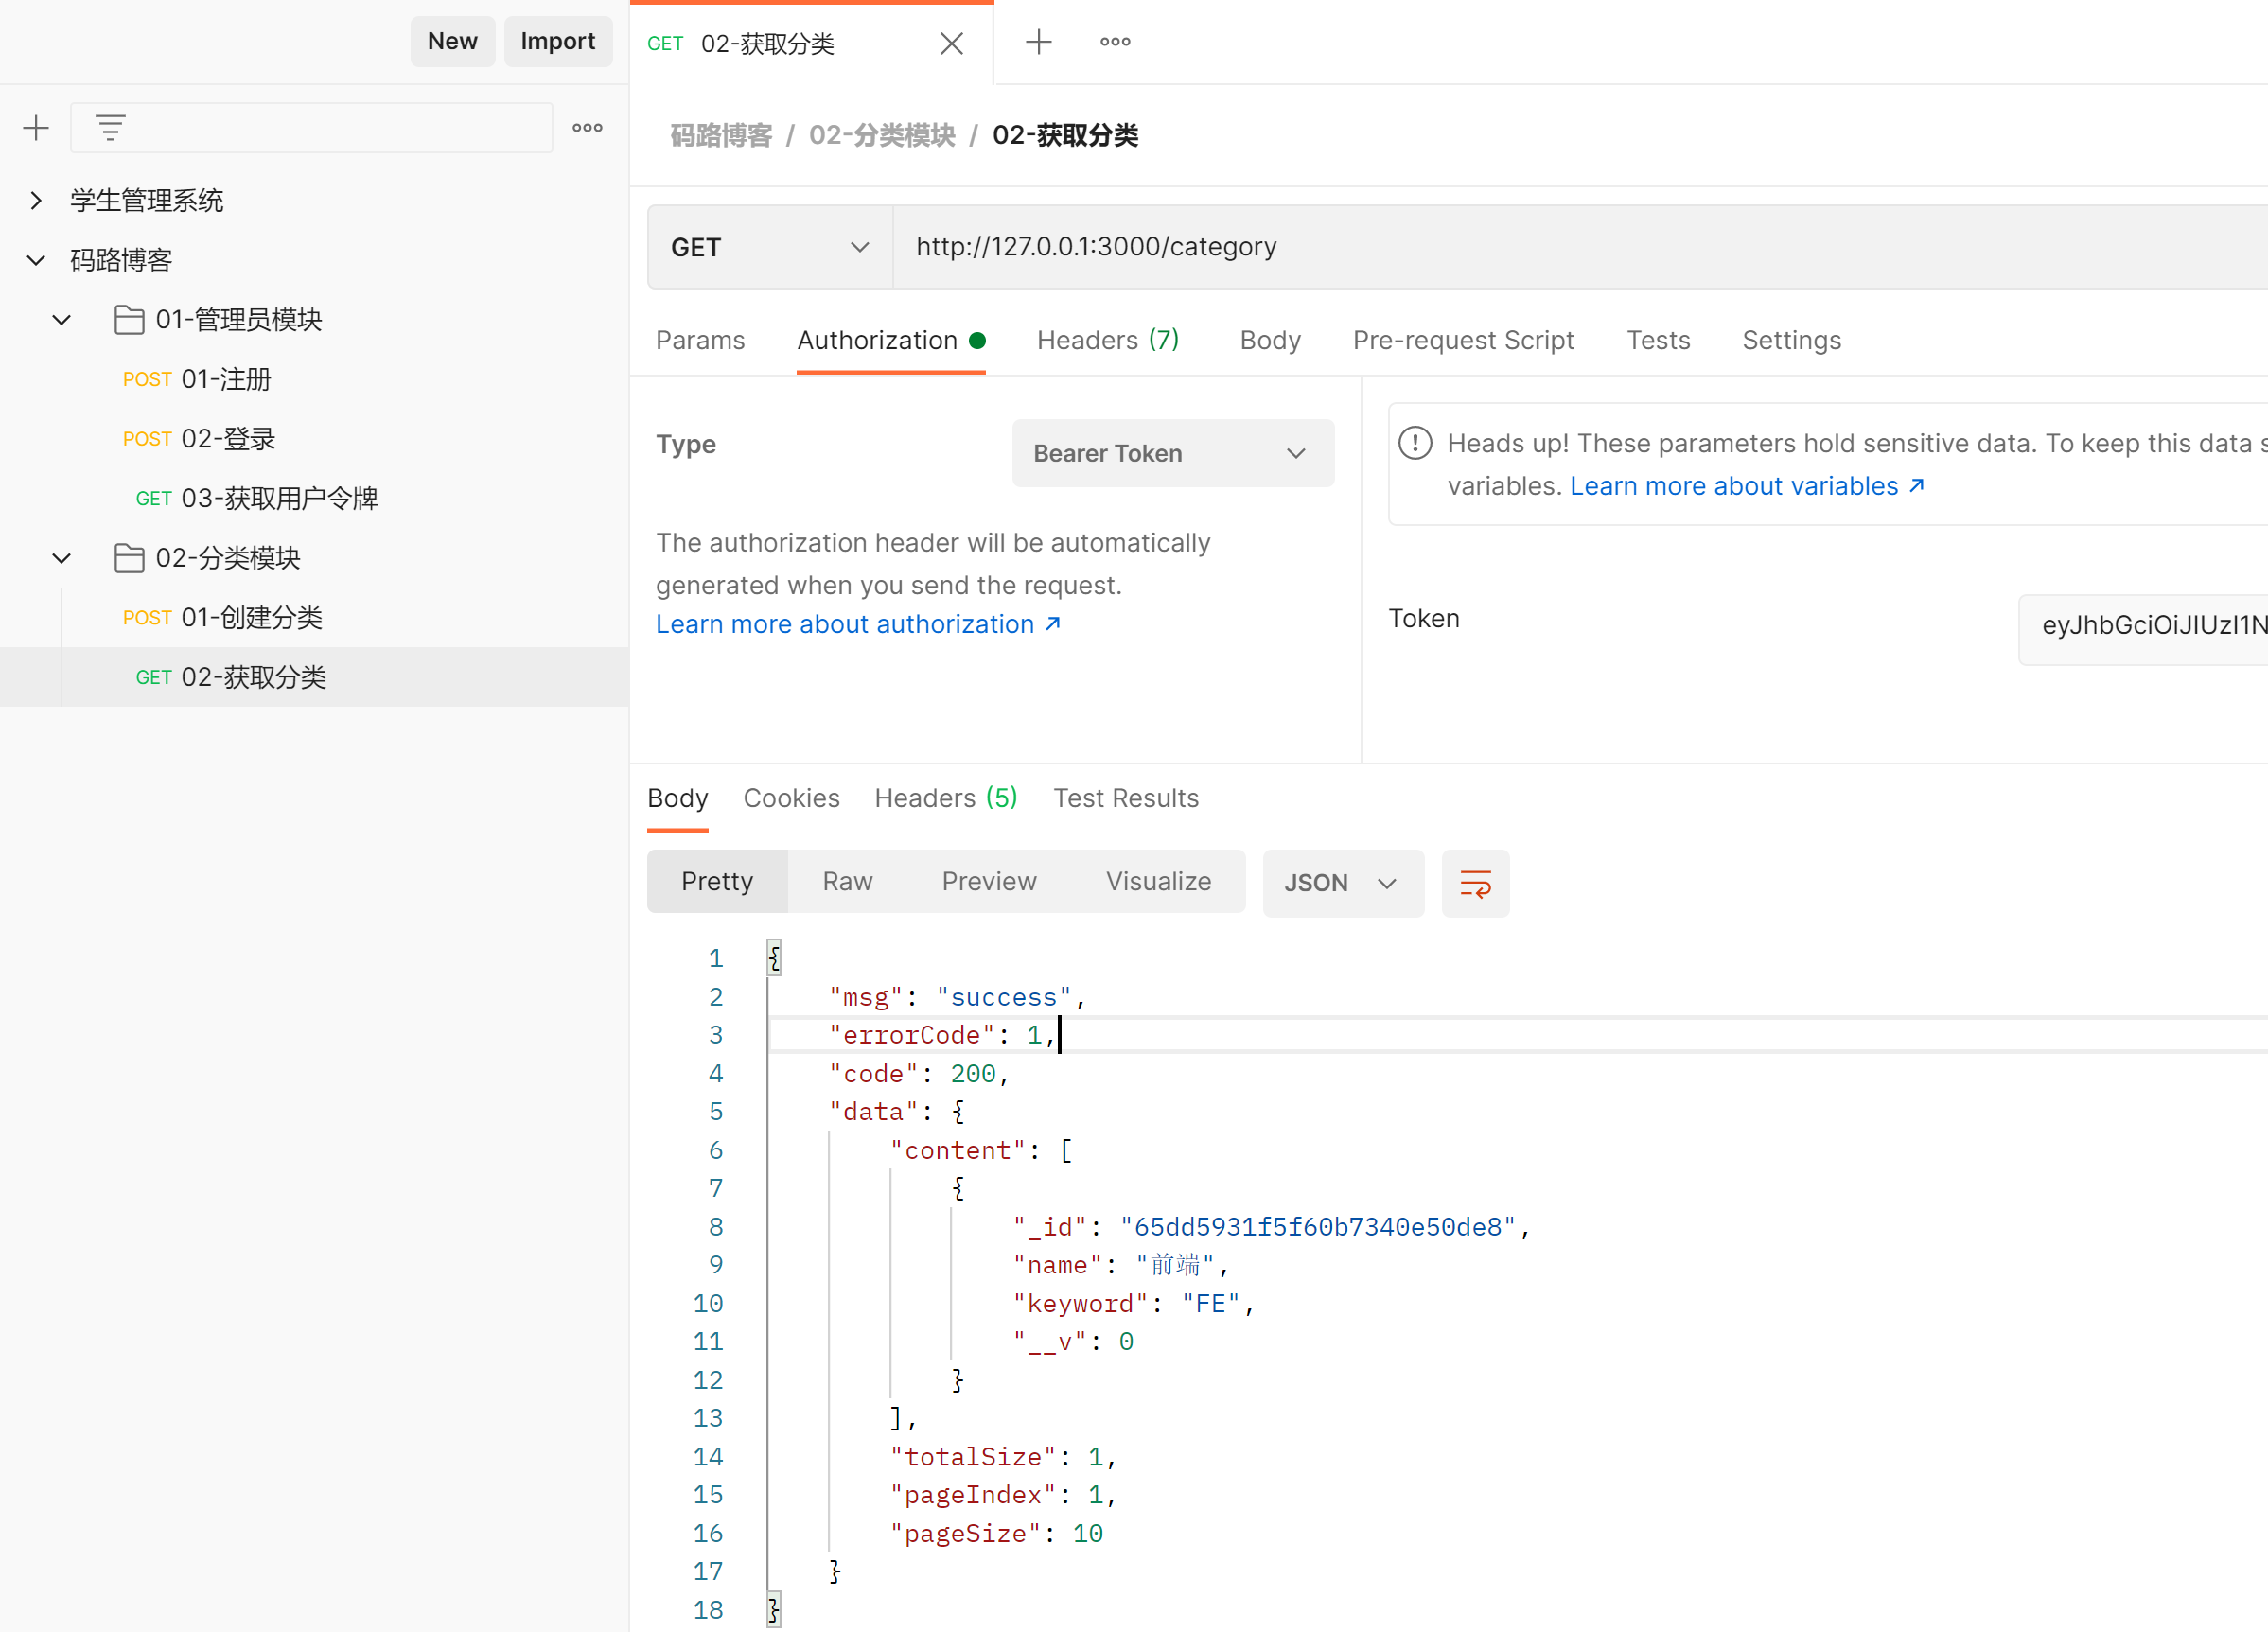 New Import
学生管理系统
码路博客
01-管理员模块
POST 01-注册
POST 02-登录
GET 03-获取用户令牌
02-分类模块
POST 01-创建分类
GET 02-获取分类
GET 02-获取分类
码路博客 / 02-分类模块 / 02-获取分类
GET http://127.0.0.1:3000/category
Params Authorization Headers (7) Body Pre-request Script Tests Settings
Type Bearer Token
The authorization header will be automatically
generated when you send the request.
Learn more about authorization ↗
Heads up! These parameters hold sensitive data. To keep this data s
variables. Learn more about variables ↗
Token eyJhbGciOiJIUzI1N
Body Cookies Headers (5) Test Results
Pretty Raw Preview Visualize JSON
1 {
2 "msg": "success",
3 "errorCode": 1,
4 "code": 200,
5 "data": {
6 "content": [
7 {
8 "_id": "65dd5931f5f60b7340e50de8",
9 "name": "前端",
10 "keyword": "FE",
11 "__v": 0
12 }
13 ],
14 "totalSize": 1,
15 "pageIndex": 1,
16 "pageSize": 10
17 }
18 }